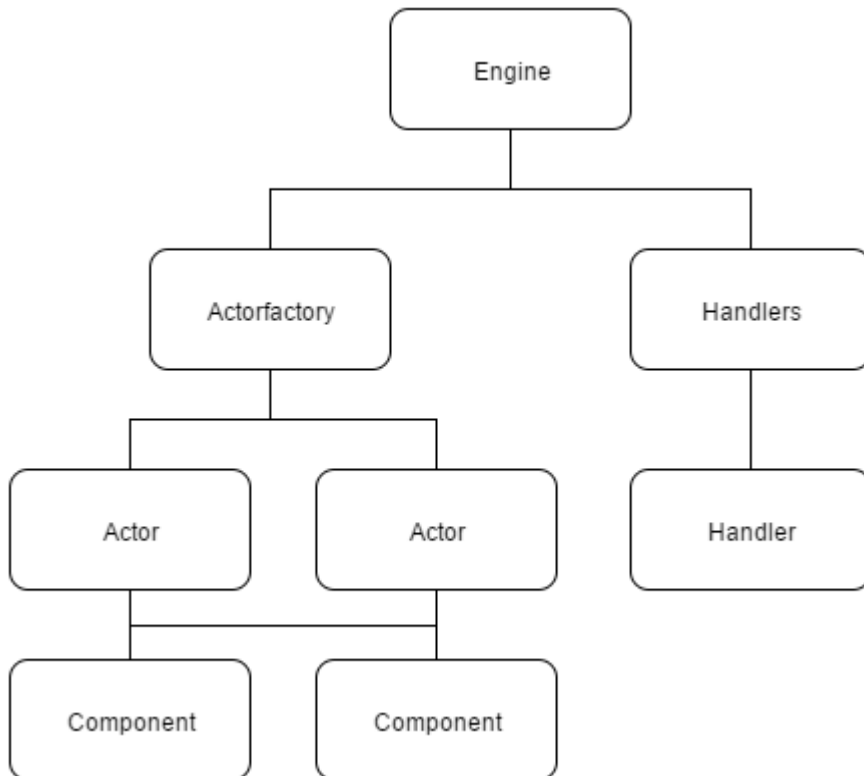 Engine
Actorfactory
Handlers
Actor
Actor
Handler
Component
Component